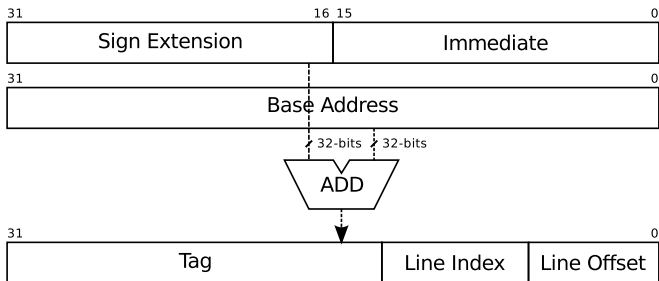 31 16 15 0
Sign Extension Immediate
31 0
Base Address
32-bits 32-bits
ADD
31 0
Tag Line Index Line Offset